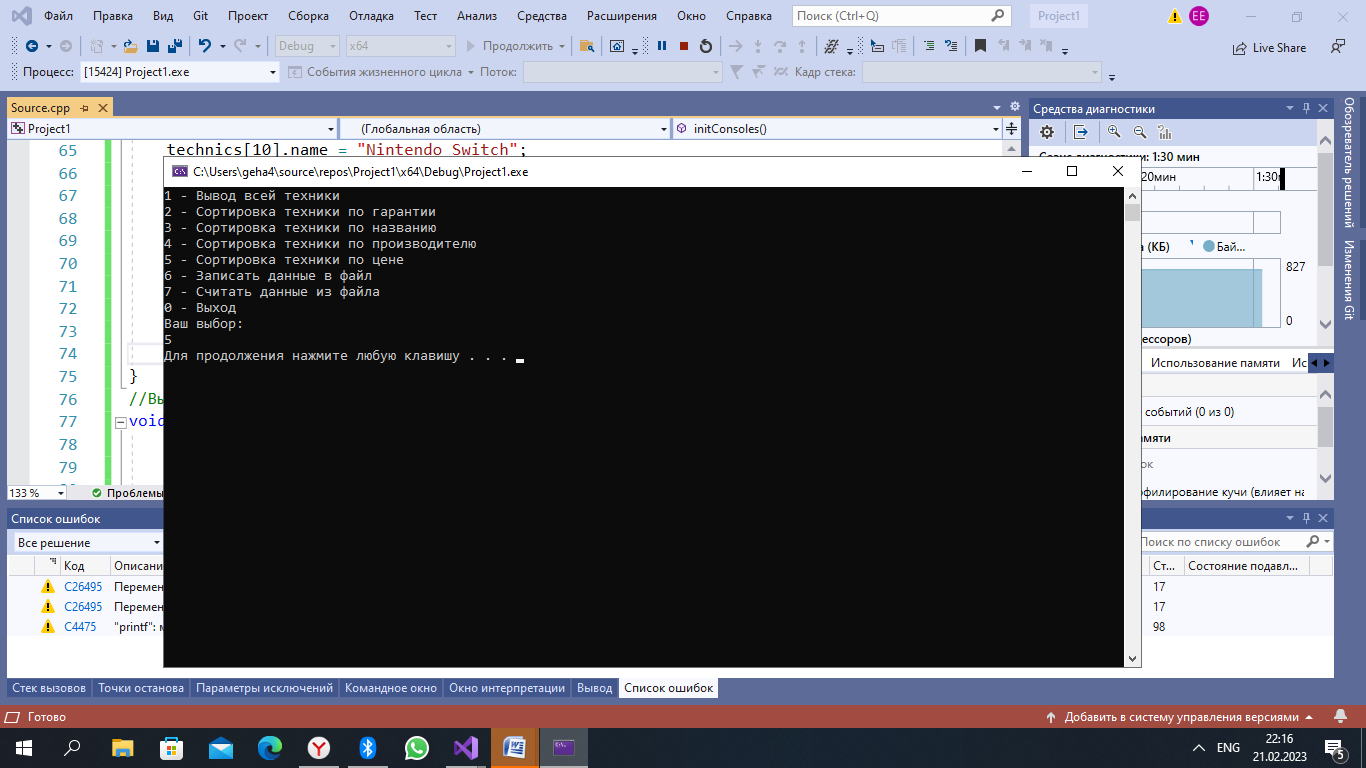 Файл Правка Вид Git Проект Сборка Отладка Тест Анализ Средства Расширения Окно Справка Поиск (Ctrl+Q) Project1 EE
Debug x64 Продолжить Live Share
Процесс: [15424] Project1.exe События жизненного цикла Поток: Кадр стека:
Source.cpp
Project1 (Глобальная область) initConsoles()
65 technics[10].name = "Nintendo Switch";
66
67
68
69
70
71
72
73
74
75 }
76 //Вы
77 void
78
79
133 % Проблемы
C:\Users\geha4\source\repos\Project1\x64\Debug\Project1.exe
1 - Вывод всей техники
2 - Сортировка техники по гарантии
3 - Сортировка техники по названию
4 - Сортировка техники по производителю
5 - Сортировка техники по цене
6 - Записать данные в файл
7 - Считать данные из файла
0 - Выход
Ваш выбор:
5
Для продолжения нажмите любую клавишу . . .
Средства диагностики
Сеанс диагностики: 1:30 мин
20мин 1:30
а (КБ) Бай...
827
0
ессоров)
Использование памяти Ис
событий (0 из 0)
амяти
ок
офилирование кучи (влияет на
Обозреватель решений
Изменения Git
Список ошибок
Все решение
Поиск по списку ошибок
Код Описани Ст... Состояние подавл...
C26495 Перемен 17
C26495 Перемен 17
C4475 "printf": м 98
Стек вызовов Точки останова Параметры исключений Командное окно Окно интерпретации Вывод Список ошибок
Готово Добавить в систему управления версиями
ENG
22:16
21.02.2023
5